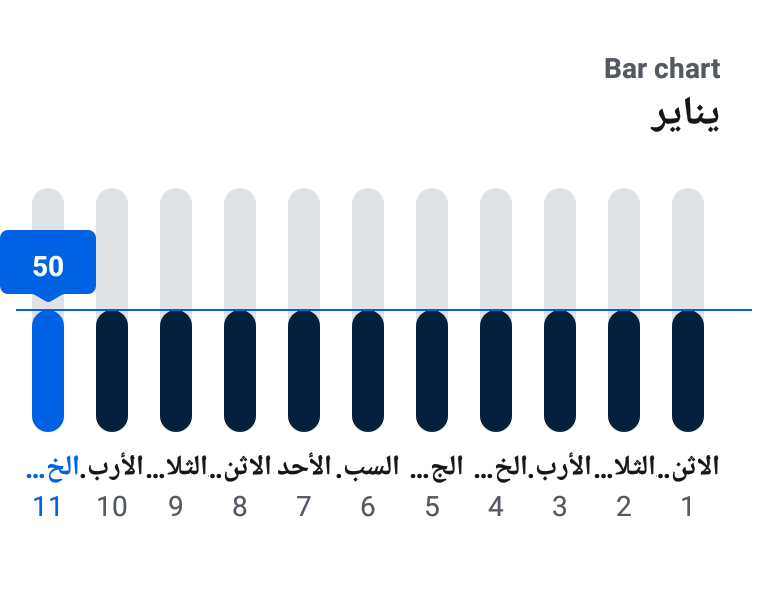 Bar chart
يناير
50
الاثن.. الثلا... الأرب. الخ... الج... السب. الأحد الاثن.. الثلا... الأرب. الخ...
1 2 3 4 5 6 7 8 9 10 11